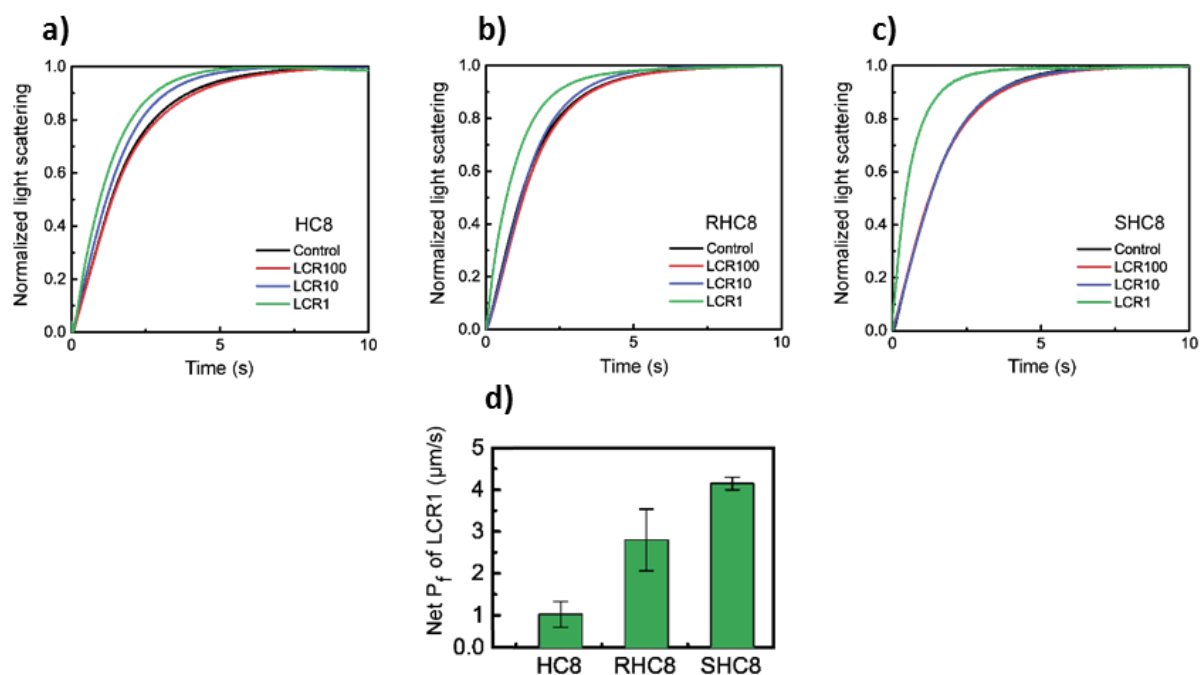 a)
Normalized light scattering
1.0
0.8
0.6
0.4
0.2
0.0
HC8
Control
LCR100
LCR10
LCR1
0
5
10
Time (s)
b)
Normalized light scattering
1.0
0.8
0.6
0.4
0.2
0.0
RHC8
Control
LCR100
LCR10
LCR1
0
5
10
Time (s)
c)
Normalized light scattering
1.0
0.8
0.6
0.4
0.2
0.0
SHC8
Control
LCR100
LCR10
LCR1
0
5
10
Time (s)
d)
Net Pf of LCR1 (µm/s)
5
4
3
2
1
0.0
HC8 RHC8 SHC8